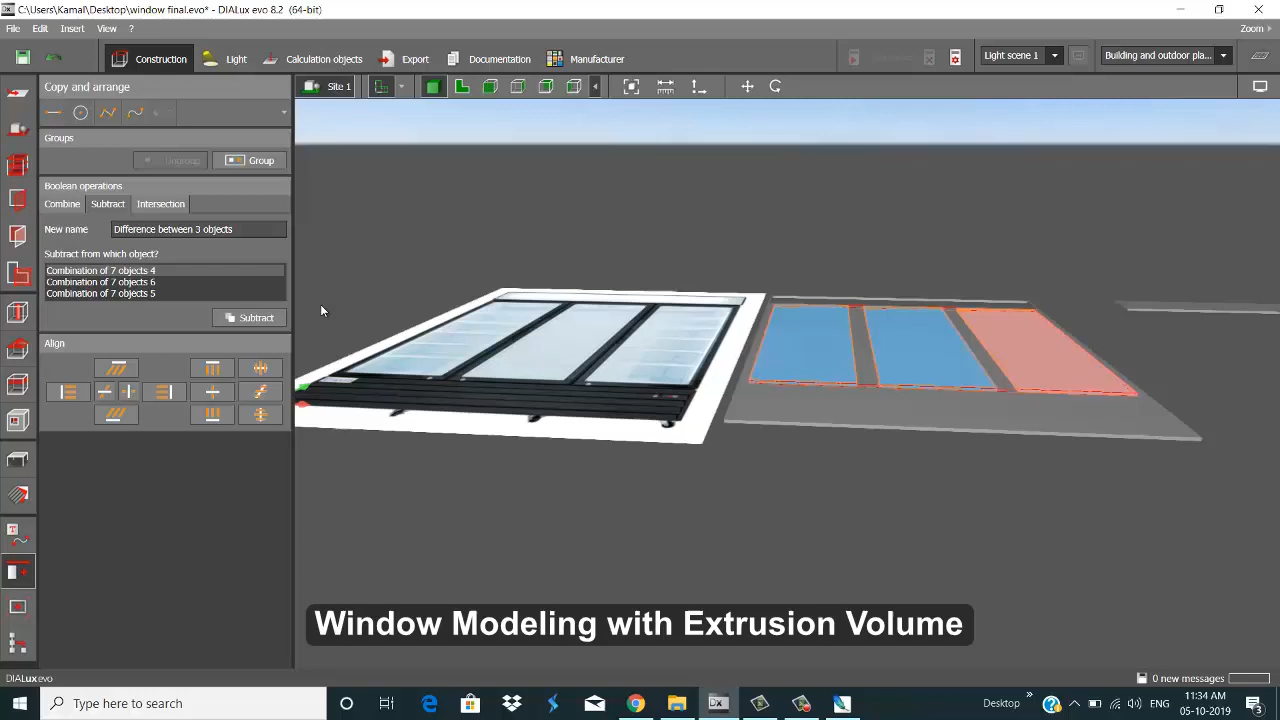 C:\Users\Kamal\Desktop\window final.evo* - DIALux evo 8.2 (64-bit)
File Edit Insert View ?
Zoom
Construction Light Calculation objects Export Documentation Manufacturer
Light scene 1
Building and outdoor pla...
Copy and arrange
Site 1
Groups
Ungroup
Group
Boolean operations
Combine Subtract Intersection
New name
Difference between 3 objects
Subtract from which object?
Combination of 7 objects 4
Combination of 7 objects 6
Combination of 7 objects 5
Subtract
Align
Window Modeling with Extrusion Volume
DIALux evo
0 new messages
Type here to search
Desktop
ENG
11:34 AM
05-10-2019
3